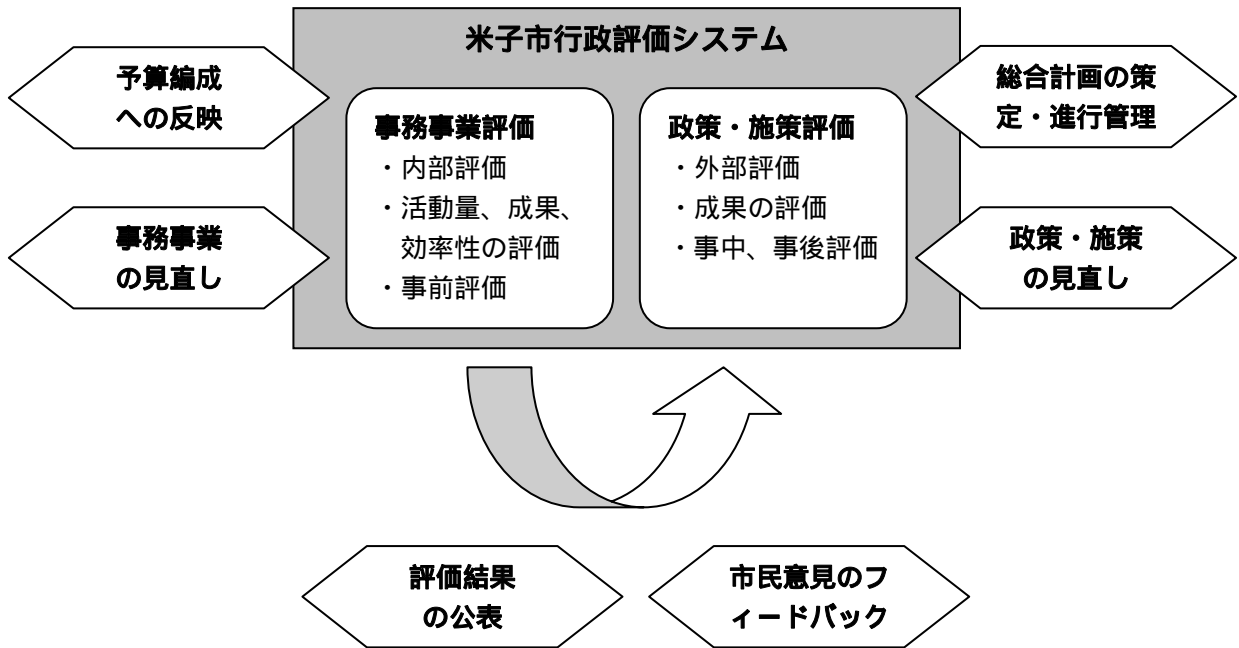 米子市行政評価システム
予算編成
への反映
事務事業
の見直し
事務事業評価
・内部評価
・活動量、成果、
効率性の評価
・事前評価
政策・施策評価
・外部評価
・成果の評価
・事中、事後評価
総合計画の策
定・進行管理
政策・施策
の見直し
評価結果
の公表
市民意見のフ
ィードバック